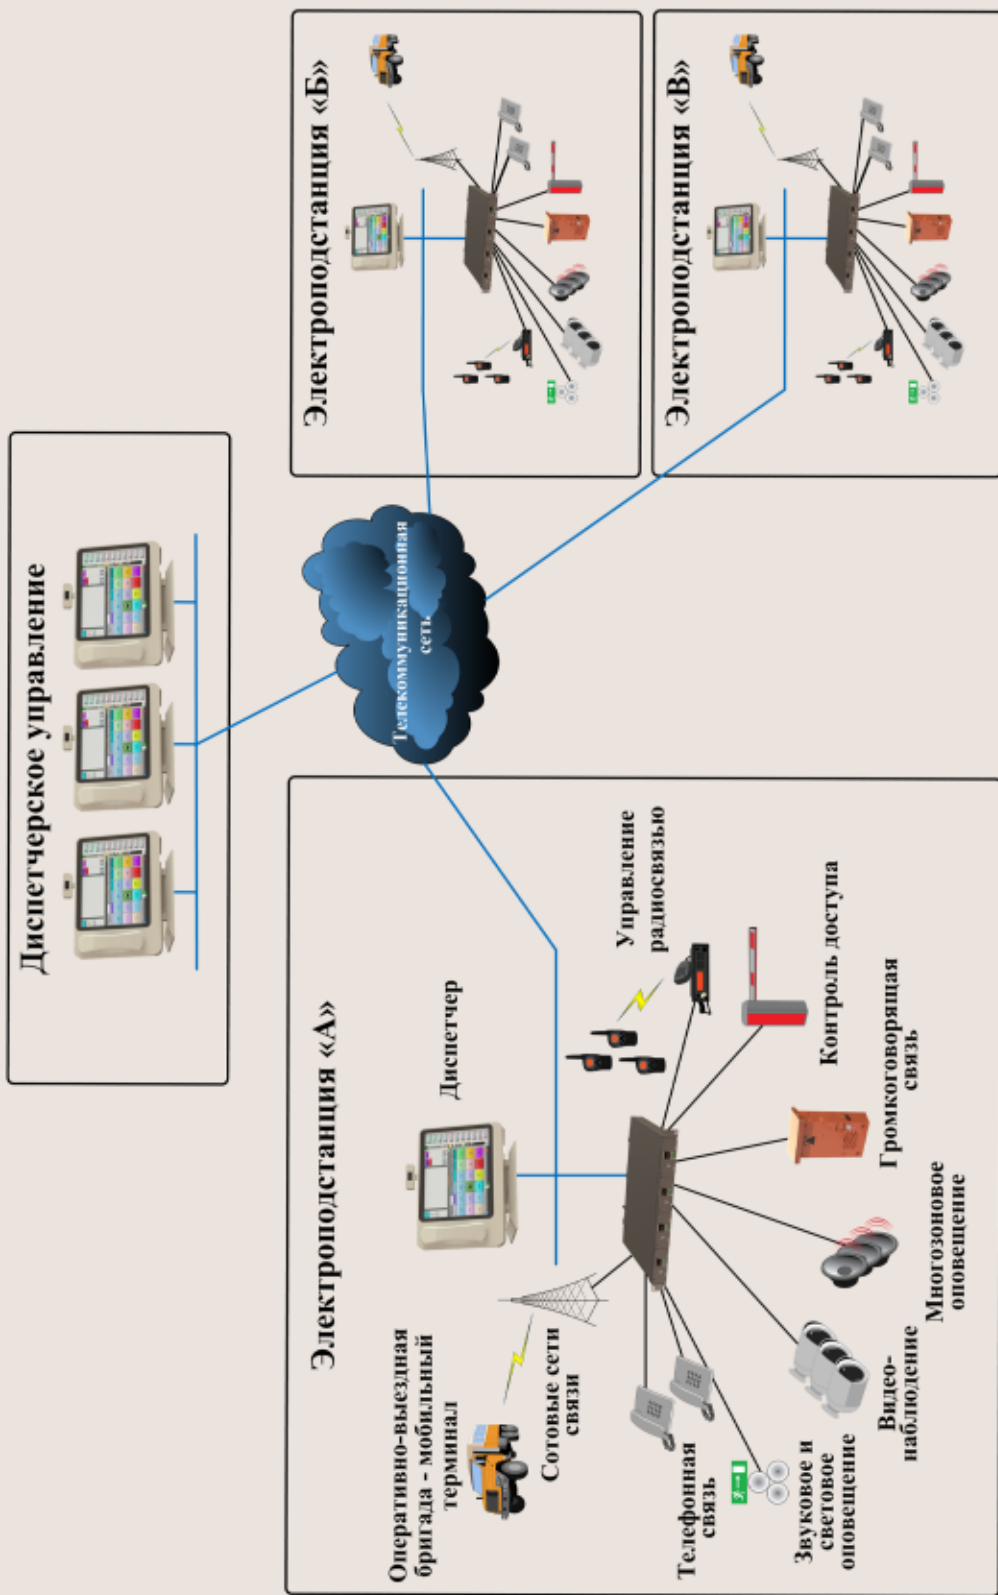 Диспетчерское управление
Телекоммуникационная
сеть
Электроподстанция «А»
Диспетчер
Оперативно-выездная
бригада - мобильный
терминал
Сотовые сети
связи
Управление
радиосвязью
Телефонная
связь
Контроль доступа
Звуковое и
световое
оповещение
Видео-
наблюдение
Многозоновое
оповещение
Громкоговорящая
связь
Электроподстанция «Б»
Электроподстанция «В»